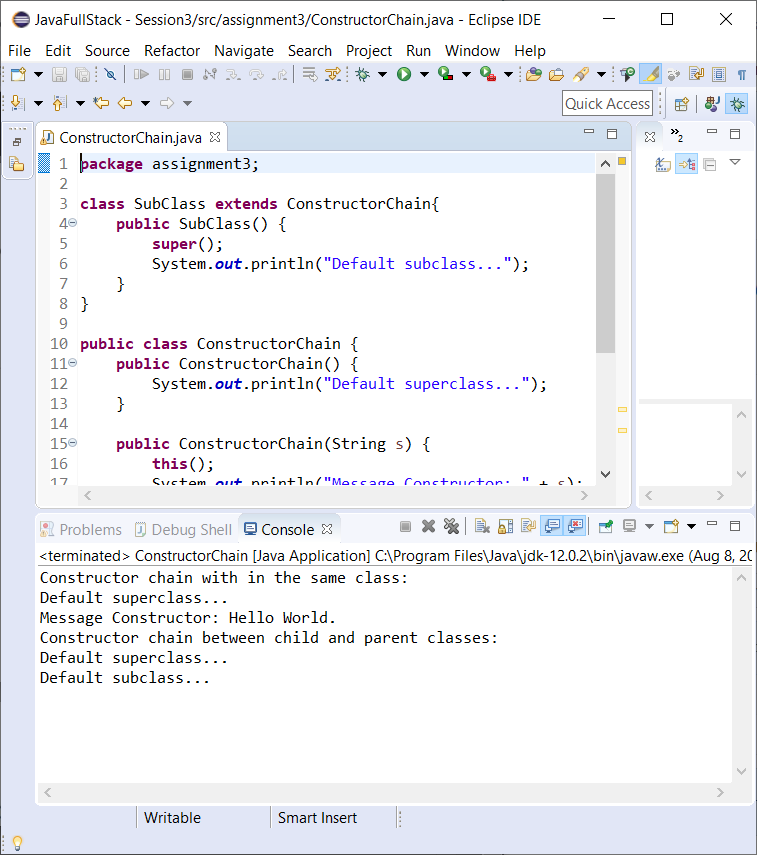 JavaFullStack - Session3/src/assignment3/ConstructorChain.java - Eclipse IDE
File Edit Source Refactor Navigate Search Project Run Window Help
Quick Access
ConstructorChain.java
»2
1 package assignment3;
2
3 class SubClass extends ConstructorChain{
4 public SubClass() {
5 super();
6 System.out.println("Default subclass...");
7 }
8 }
9
10 public class ConstructorChain {
11 public ConstructorChain() {
12 System.out.println("Default superclass...");
13 }
14
15 public ConstructorChain(String s) {
16 this();
17 System.out.println("Message Constructor: " + s);
Problems Debug Shell Console
<terminated> ConstructorChain [Java Application] C:\Program Files\Java\jdk-12.0.2\bin\javaw.exe (Aug 8, 20
Constructor chain with in the same class:
Default superclass...
Message Constructor: Hello World.
Constructor chain between child and parent classes:
Default superclass...
Default subclass...
Writable Smart Insert